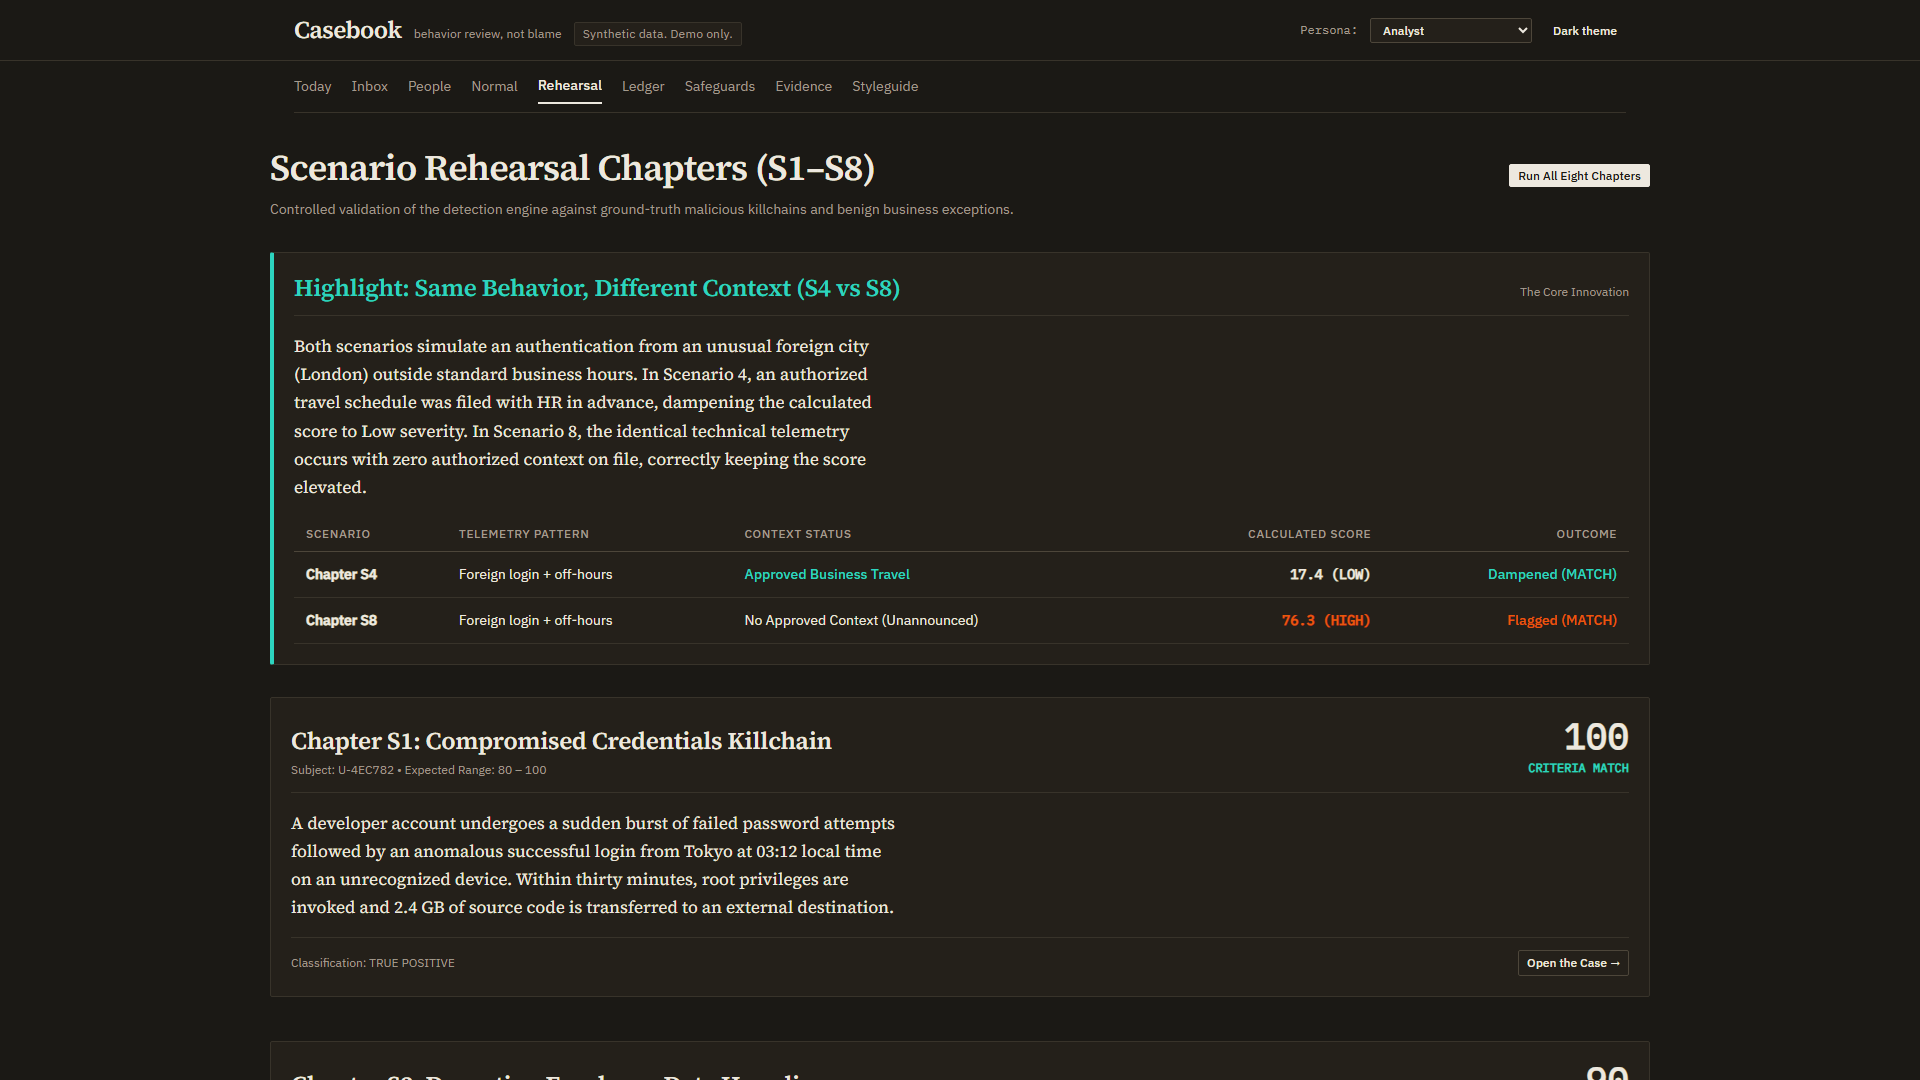 Casebook
behavior review, not blame
Synthetic data. Demo only.
Persona:
Analyst
Dark theme
Today
Inbox
People
Normal
Rehearsal
Ledger
Safeguards
Evidence
Styleguide
Scenario Rehearsal Chapters (S1–S8)
Run All Eight Chapters
Controlled validation of the detection engine against ground-truth malicious killchains and benign business exceptions.
Highlight: Same Behavior, Different Context (S4 vs S8)
The Core Innovation
Both scenarios simulate an authentication from an unusual foreign city
(London) outside standard business hours. In Scenario 4, an authorized
travel schedule was filed with HR in advance, dampening the calculated
score to Low severity. In Scenario 8, the identical technical telemetry
occurs with zero authorized context on file, correctly keeping the score
elevated.
SCENARIO TELEMETRY PATTERN CONTEXT STATUS CALCULATED SCORE OUTCOME
Chapter S4 Foreign login + off-hours Approved Business Travel 17.4 (LOW) Dampened (MATCH)
Chapter S8 Foreign login + off-hours No Approved Context (Unannounced) 76.3 (HIGH) Flagged (MATCH)
Chapter S1: Compromised Credentials Killchain
100
Subject: U-4EC782 • Expected Range: 80 – 100
CRITERIA MATCH
A developer account undergoes a sudden burst of failed password attempts
followed by an anomalous successful login from Tokyo at 03:12 local time
on an unrecognized device. Within thirty minutes, root privileges are
invoked and 2.4 GB of source code is transferred to an external destination.
Classification: TRUE POSITIVE
Open the Case →